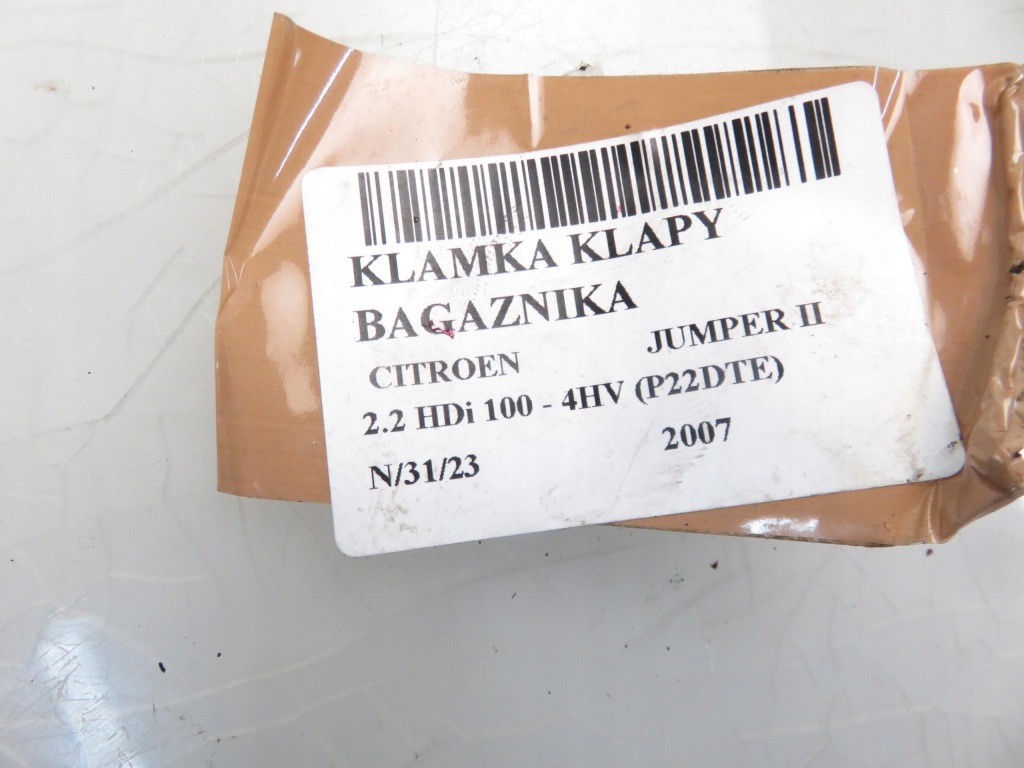 KLAMKA KLAPY
BAGAZNIKA
CITROEN JUMPER II
2.2 HDi 100 - 4HV (P22DTE)
N/31/23 2007